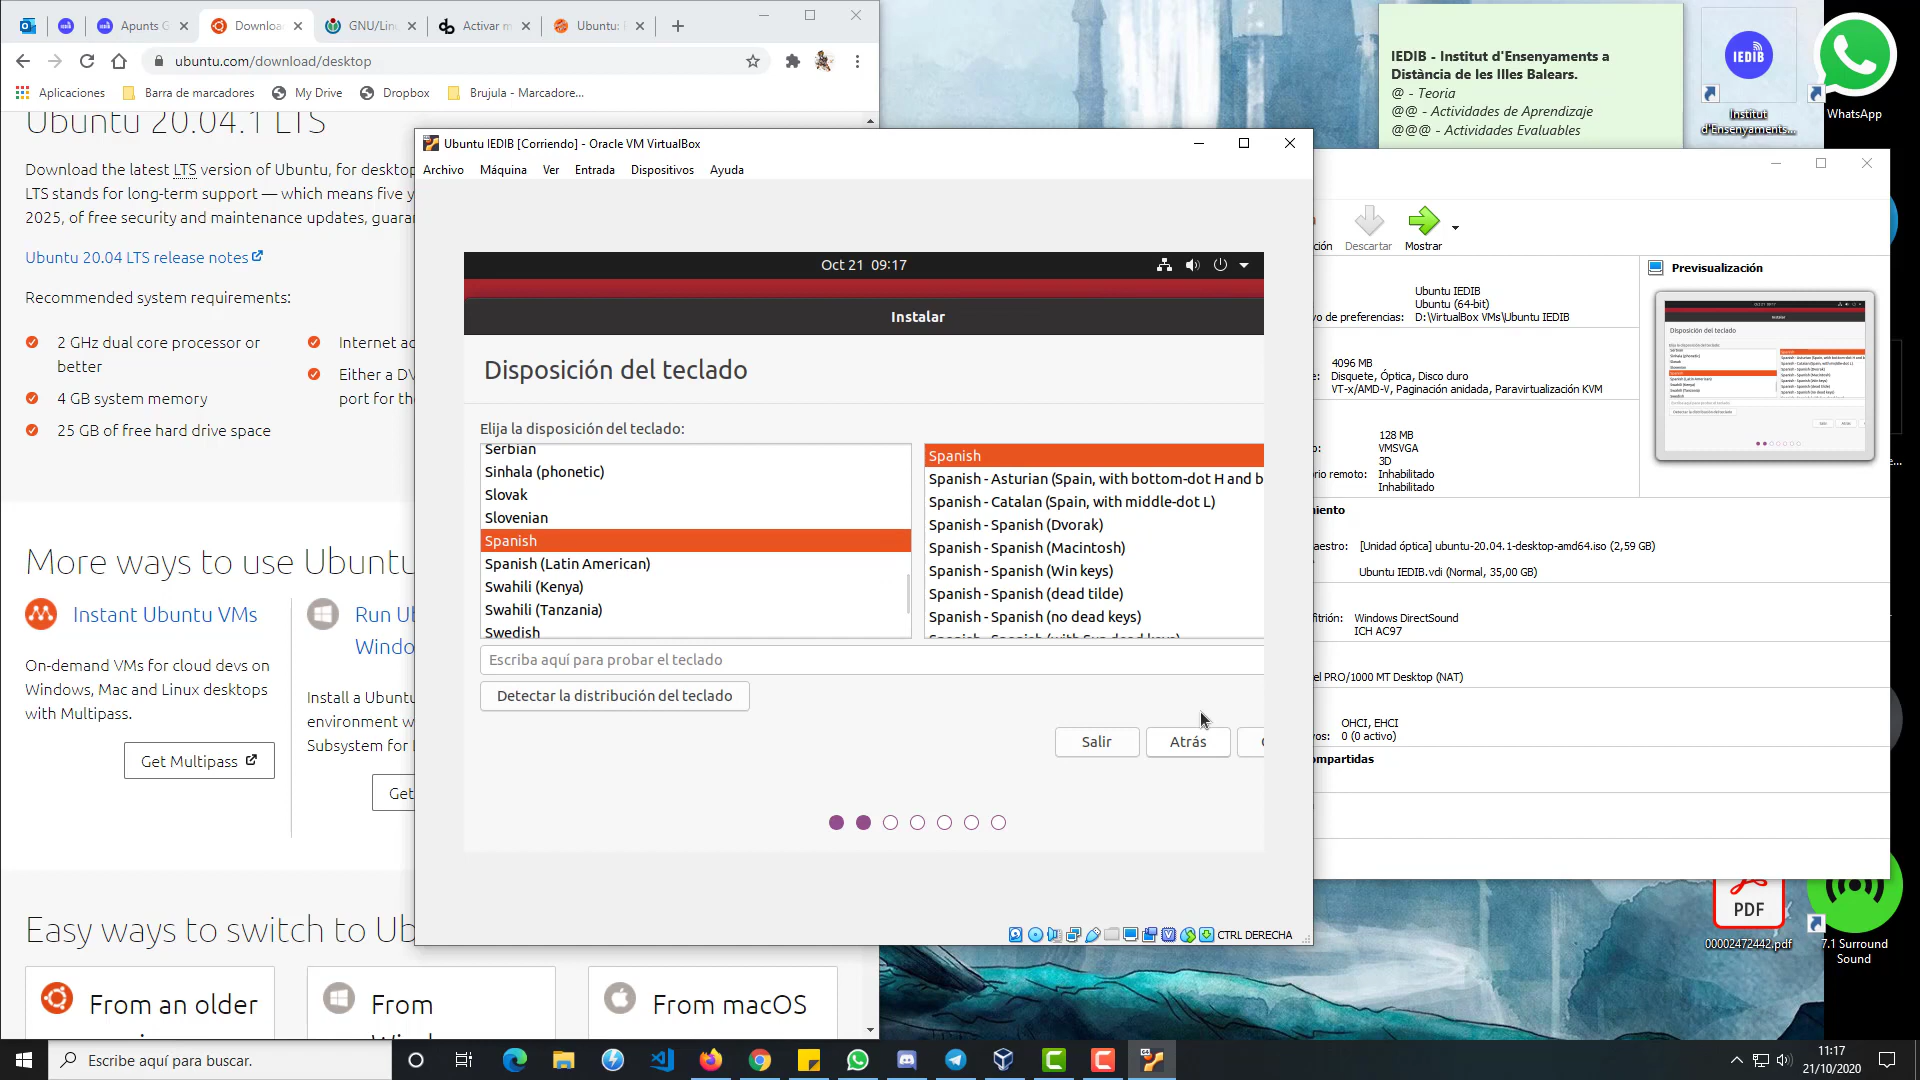 Apunts G
Downloa
GNU/Lin
Activar m
Ubuntu: 
ubuntu.com/download/desktop
Aplicaciones
Barra de marcadores
My Drive
Dropbox
Brujula - Marcadore...
Ubuntu 20.04.1 LTS
Download the latest LTS version of Ubuntu, for desktop
LTS stands for long-term support — which means five y
2025, of free security and maintenance updates, guara
Ubuntu 20.04 LTS release notes
Recommended system requirements:
2 GHz dual core processor or
better
4 GB system memory
25 GB of free hard drive space
Internet ac
Either a DV
port for the
More ways to use Ubuntu
Instant Ubuntu VMs
On-demand VMs for cloud devs on
Windows, Mac and Linux desktops
with Multipass.
Get Multipass
Run Ub
Windo
Install a Ubuntu
environment w
Subsystem for
Get
Easy ways to switch to Ub
From an older
From
From macOS
Ubuntu IEDIB [Corriendo] - Oracle VM VirtualBox
Archivo Máquina Ver Entrada Dispositivos Ayuda
Oct 21 09:17
Instalar
Disposición del teclado
Elija la disposición del teclado:
Serbian
Sinhala (phonetic)
Slovak
Slovenian
Spanish
Spanish (Latin American)
Swahili (Kenya)
Swahili (Tanzania)
Swedish
Spanish
Spanish - Asturian (Spain, with bottom-dot H and b
Spanish - Catalan (Spain, with middle-dot L)
Spanish - Spanish (Dvorak)
Spanish - Spanish (Macintosh)
Spanish - Spanish (Win keys)
Spanish - Spanish (dead tilde)
Spanish - Spanish (no dead keys)
Spanish - Spanish (with Sun dead keys)
Escriba aquí para probar el teclado
Detectar la distribución del teclado
Salir
Atrás
CTRL DERECHA
IEDIB - Institut d'Ensenyaments a
Distància de les Illes Balears.
@ - Teoria
@@ - Actividades de Aprendizaje
@@@ - Actividades Evaluables
IEDIB
Institut
d'Ensenyaments...
WhatsApp
ción
Descartar
Mostrar
Previsualización
Ubuntu IEDIB
Ubuntu (64-bit)
vo de preferencias: D:\VirtualBox VMs\Ubuntu IEDIB
4096 MB
e: Disquete, Óptica, Disco duro
VT-x/AMD-V, Paginación anidada, Paravirtualización KVM
128 MB
VMSVGA
3D
rio remoto: Inhabilitado
Inhabilitado
iento
aestro: [Unidad óptica] ubuntu-20.04.1-desktop-amd64.iso (2,59 GB)
Ubuntu IEDIB.vdi (Normal, 35,00 GB)
fitrión: Windows DirectSound
ICH AC97
el PRO/1000 MT Desktop (NAT)
OHCI, EHCI
vos: 0 (0 activo)
ompartidas
PDF
00002472442.pdf
7.1 Surround
Sound
Escribe aquí para buscar.
11:17
21/10/2020